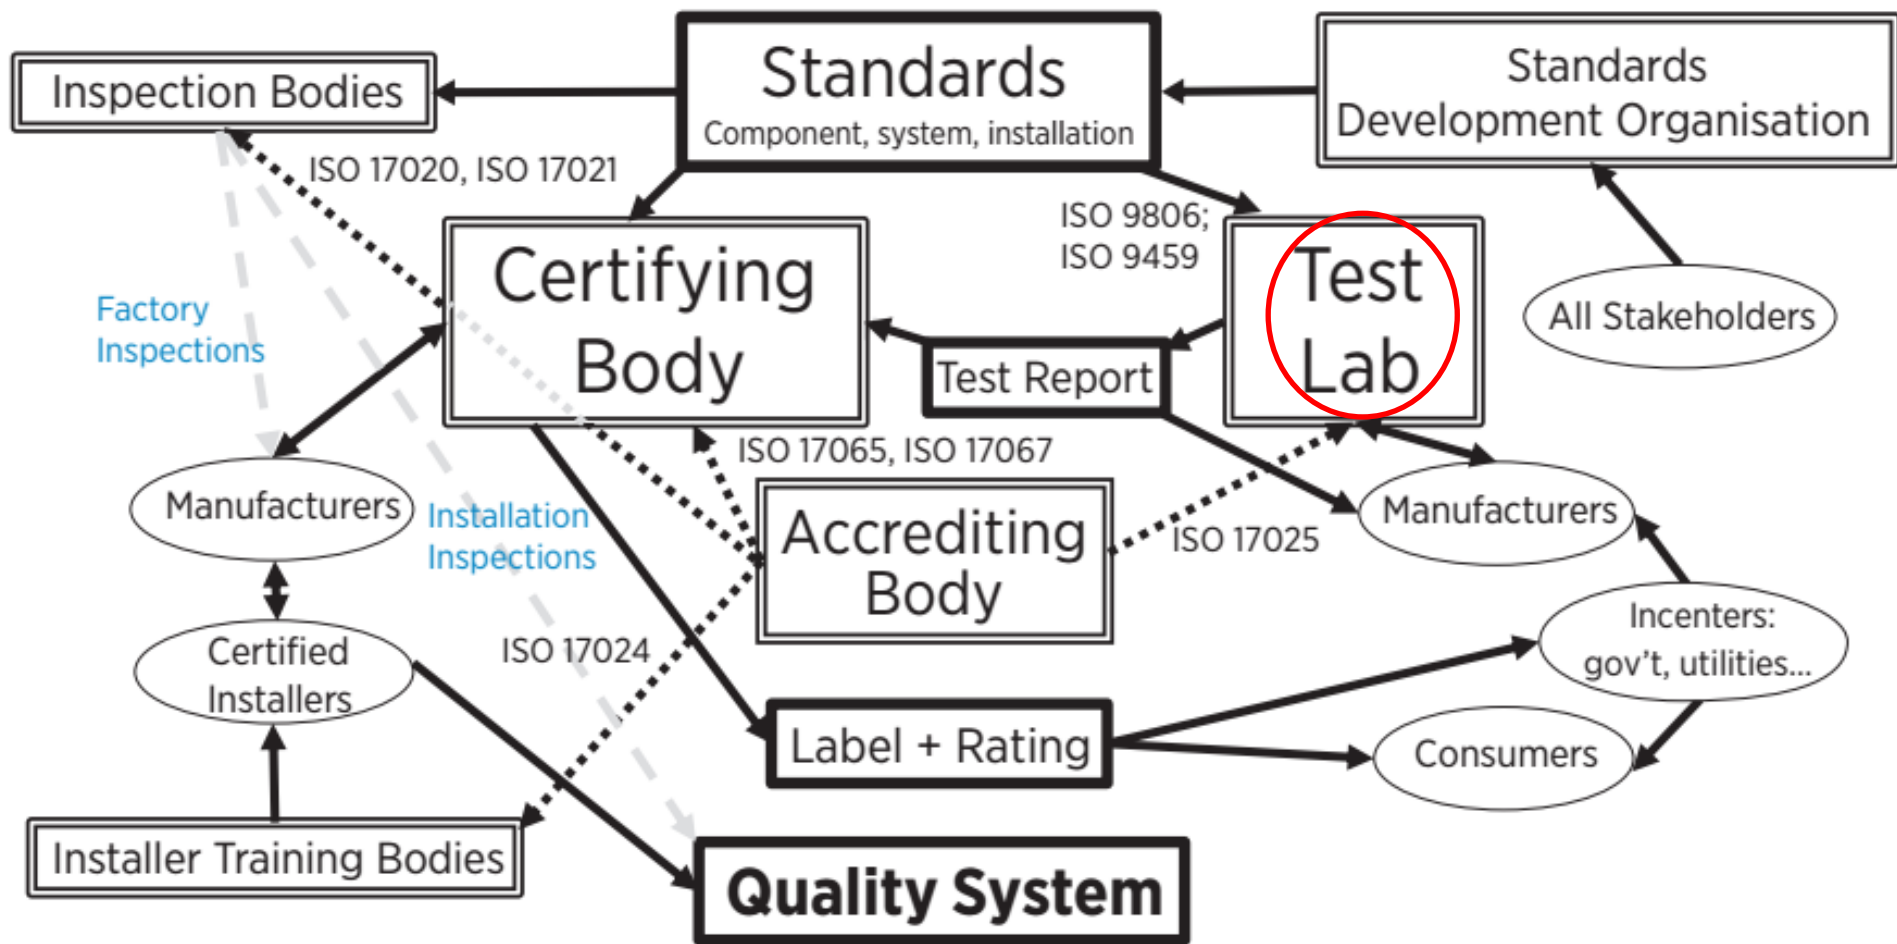 Inspection Bodies
Standards
Component, system, installation
Standards
Development Organisation
ISO 17020, ISO 17021
ISO 9806;
ISO 9459
Certifying
Body
Test
Lab
All Stakeholders
Factory
Inspections
Test Report
ISO 17065, ISO 17067
Manufacturers
Installation
Inspections
Accrediting
Body
ISO 17025
Manufacturers
Certified
Installers
ISO 17024
Incenters:
gov't, utilities...
Label + Rating
Consumers
Installer Training Bodies
Quality System